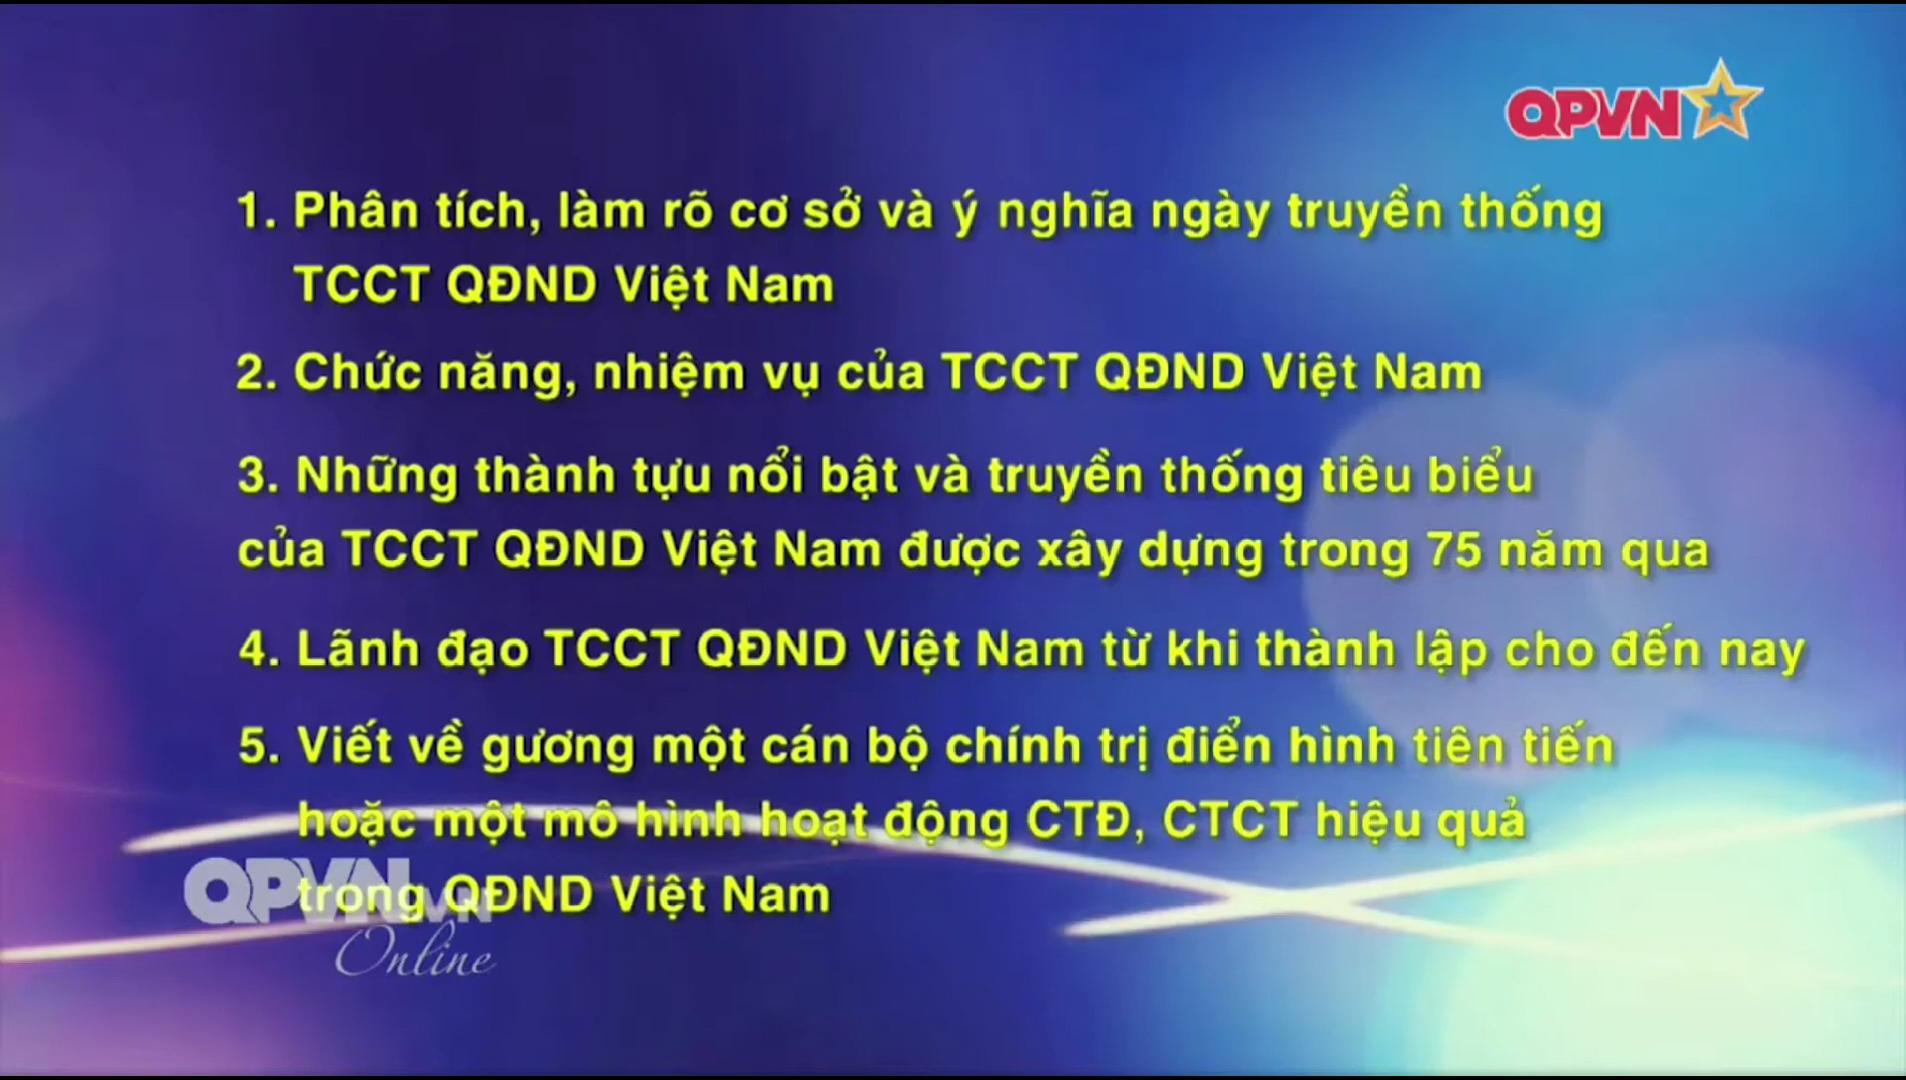 QPVN
1. Phân tích, làm rõ cơ sở và ý nghĩa ngày truyền thống
TCCT QĐND Việt Nam
2. Chức năng, nhiệm vụ của TCCT QĐND Việt Nam
3. Những thành tựu nổi bật và truyền thống tiêu biểu
của TCCT QĐND Việt Nam được xây dựng trong 75 năm qua
4. Lãnh đạo TCCT QĐND Việt Nam từ khi thành lập cho đến nay
5. Viết về gương một cán bộ chính trị điển hình tiên tiến
hoặc một mô hình hoạt động CTĐ, CTCT hiệu quả
trong QĐND Việt Nam
QPVN.VN
Online